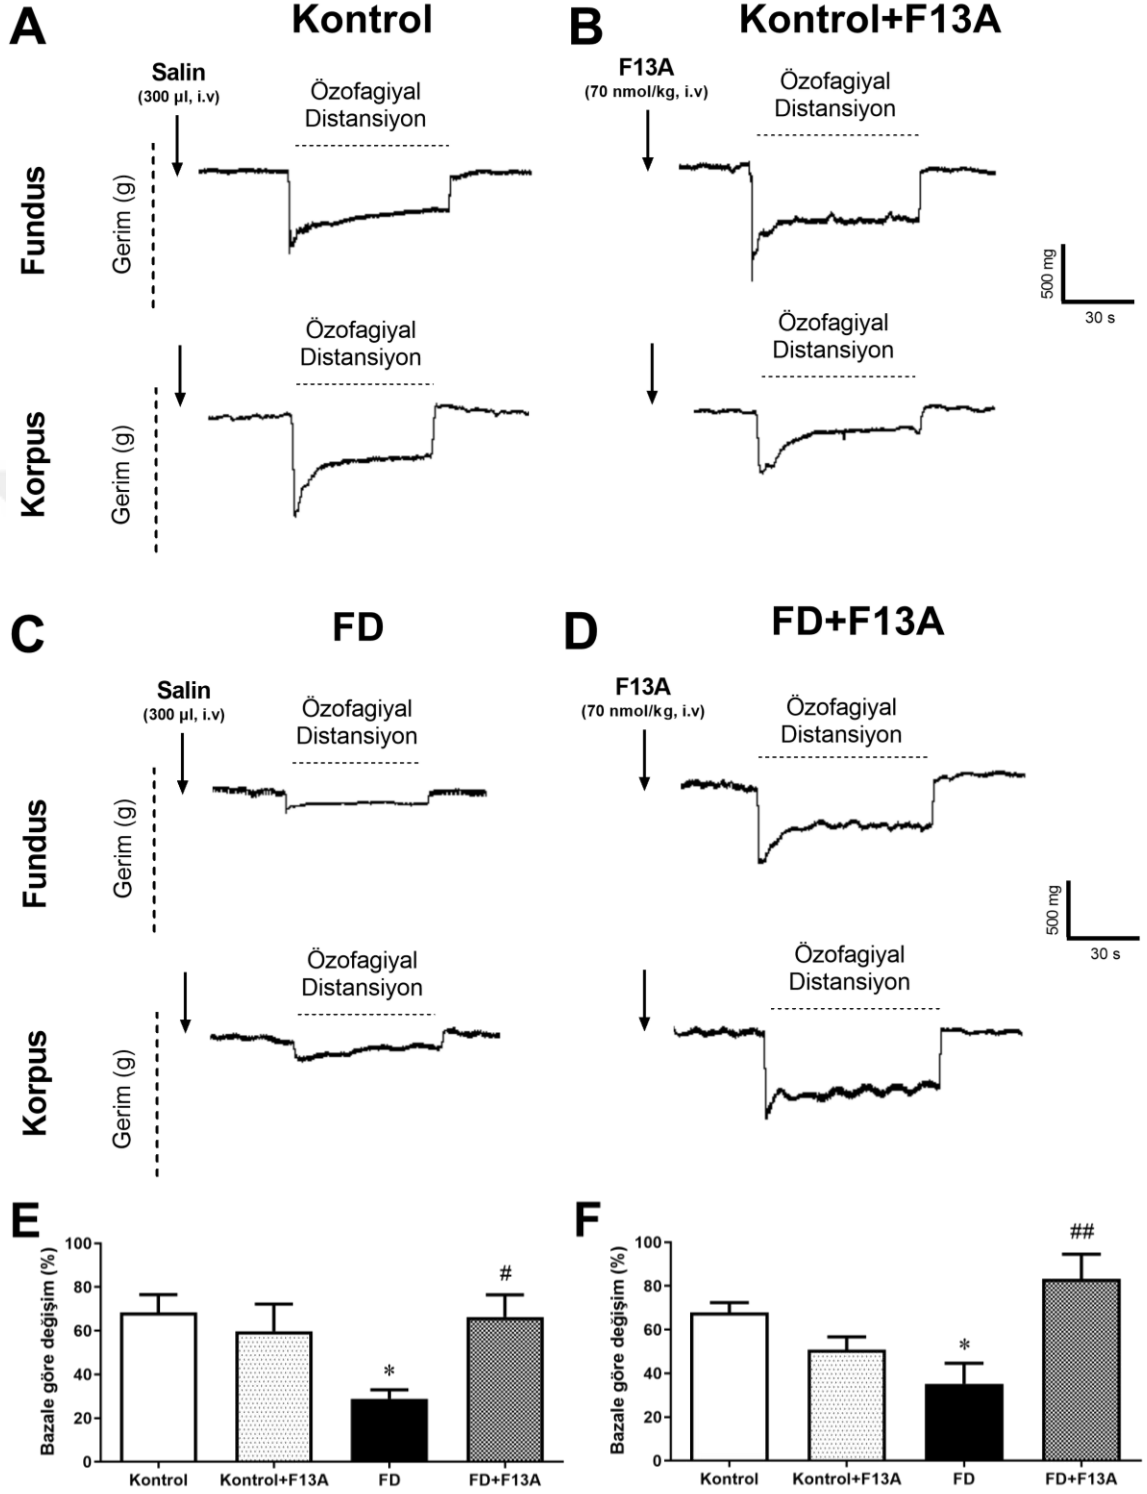 A
Kontrol
Salin
(300 µl, i.v)
Özofagiyal
Distansiyon
Fundus
Gerim (g)
Özofagiyal
Distansiyon
Korpus
Gerim (g)
B
Kontrol+F13A
F13A
(70 nmol/kg, i.v)
Özofagiyal
Distansiyon
500 mg
30 s
Özofagiyal
Distansiyon
C
FD
Salin
(300 µl, i.v)
Özofagiyal
Distansiyon
Fundus
Gerim (g)
Özofagiyal
Distansiyon
Korpus
Gerim (g)
D
FD+F13A
F13A
(70 nmol/kg, i.v)
Özofagiyal
Distansiyon
500 mg
30 s
Özofagiyal
Distansiyon
E
Bazale göre değişim (%)
100
80
60
40
20
0
*
#
Kontrol Kontrol+F13A FD FD+F13A
F
Bazale göre değişim (%)
100
80
60
40
20
0
*
##
Kontrol Kontrol+F13A FD FD+F13A